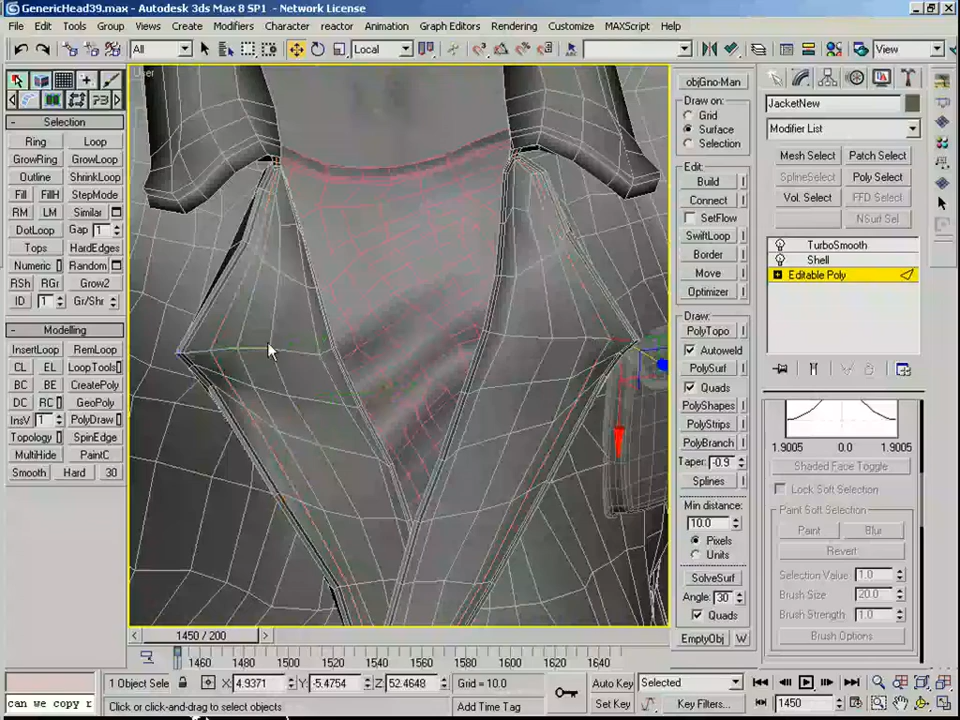 GenericHead39.max - Autodesk 3ds Max 8 SP1 - Network License
File Edit Tools Group Views Create Modifiers Character reactor Animation Graph Editors Rendering Customize MAXScript Help
All Local View
User
objGno-Man
Draw on:
Grid
Surface
Selection
Edit:
Build
Connect
SetFlow
SwiftLoop
Border
Move
Optimizer
Draw:
PolyTopo
Autoweld
PolySurf
Quads
PolyShapes
PolyStrips
PolyBranch
Taper: -0.9
Splines
Min distance:
10.0
Pixels
Units
SolveSurf
Angle: 30
Quads
EmptyObj W
Selection
Ring Loop
GrowRing GrowLoop
Outline ShrinkLoop
Fill FillH StepMode
RM LM Similar
DotLoop Gap 1
Tops HardEdges
Numeric Random
RSh RGr Grow2
ID 1 Gr/Shr
Modelling
InsertLoop RemLoop
CL EL LoopTools
BC BE CreatePoly
DC RC GeoPoly
InsV 1 PolyDraw
Topology SpinEdge
MultiHide PaintC
Smooth Hard 30
JacketNew
Modifier List
Mesh Select Patch Select
SplineSelect Poly Select
Vol. Select FFD Select
NSurf Sel
TurboSmooth
Shell
Editable Poly
1.9005 0.0 1.9005
Shaded Face Toggle
Lock Soft Selection
Paint Soft Selection
Paint Blur
Revert
Selection Value 1.0
Brush Size 20.0
Brush Strength 1.0
Brush Options
1450 / 200
1460 1480 1500 1520 1540 1560 1580 1600 1620 1640
1 Object Sele X: 4.9371 Y: -5.4754 Z: 52.4648 Grid = 10.0 Auto Key Selected
can we copy r Click or click-and-drag to select objects Add Time Tag Set Key Key Filters... 1450